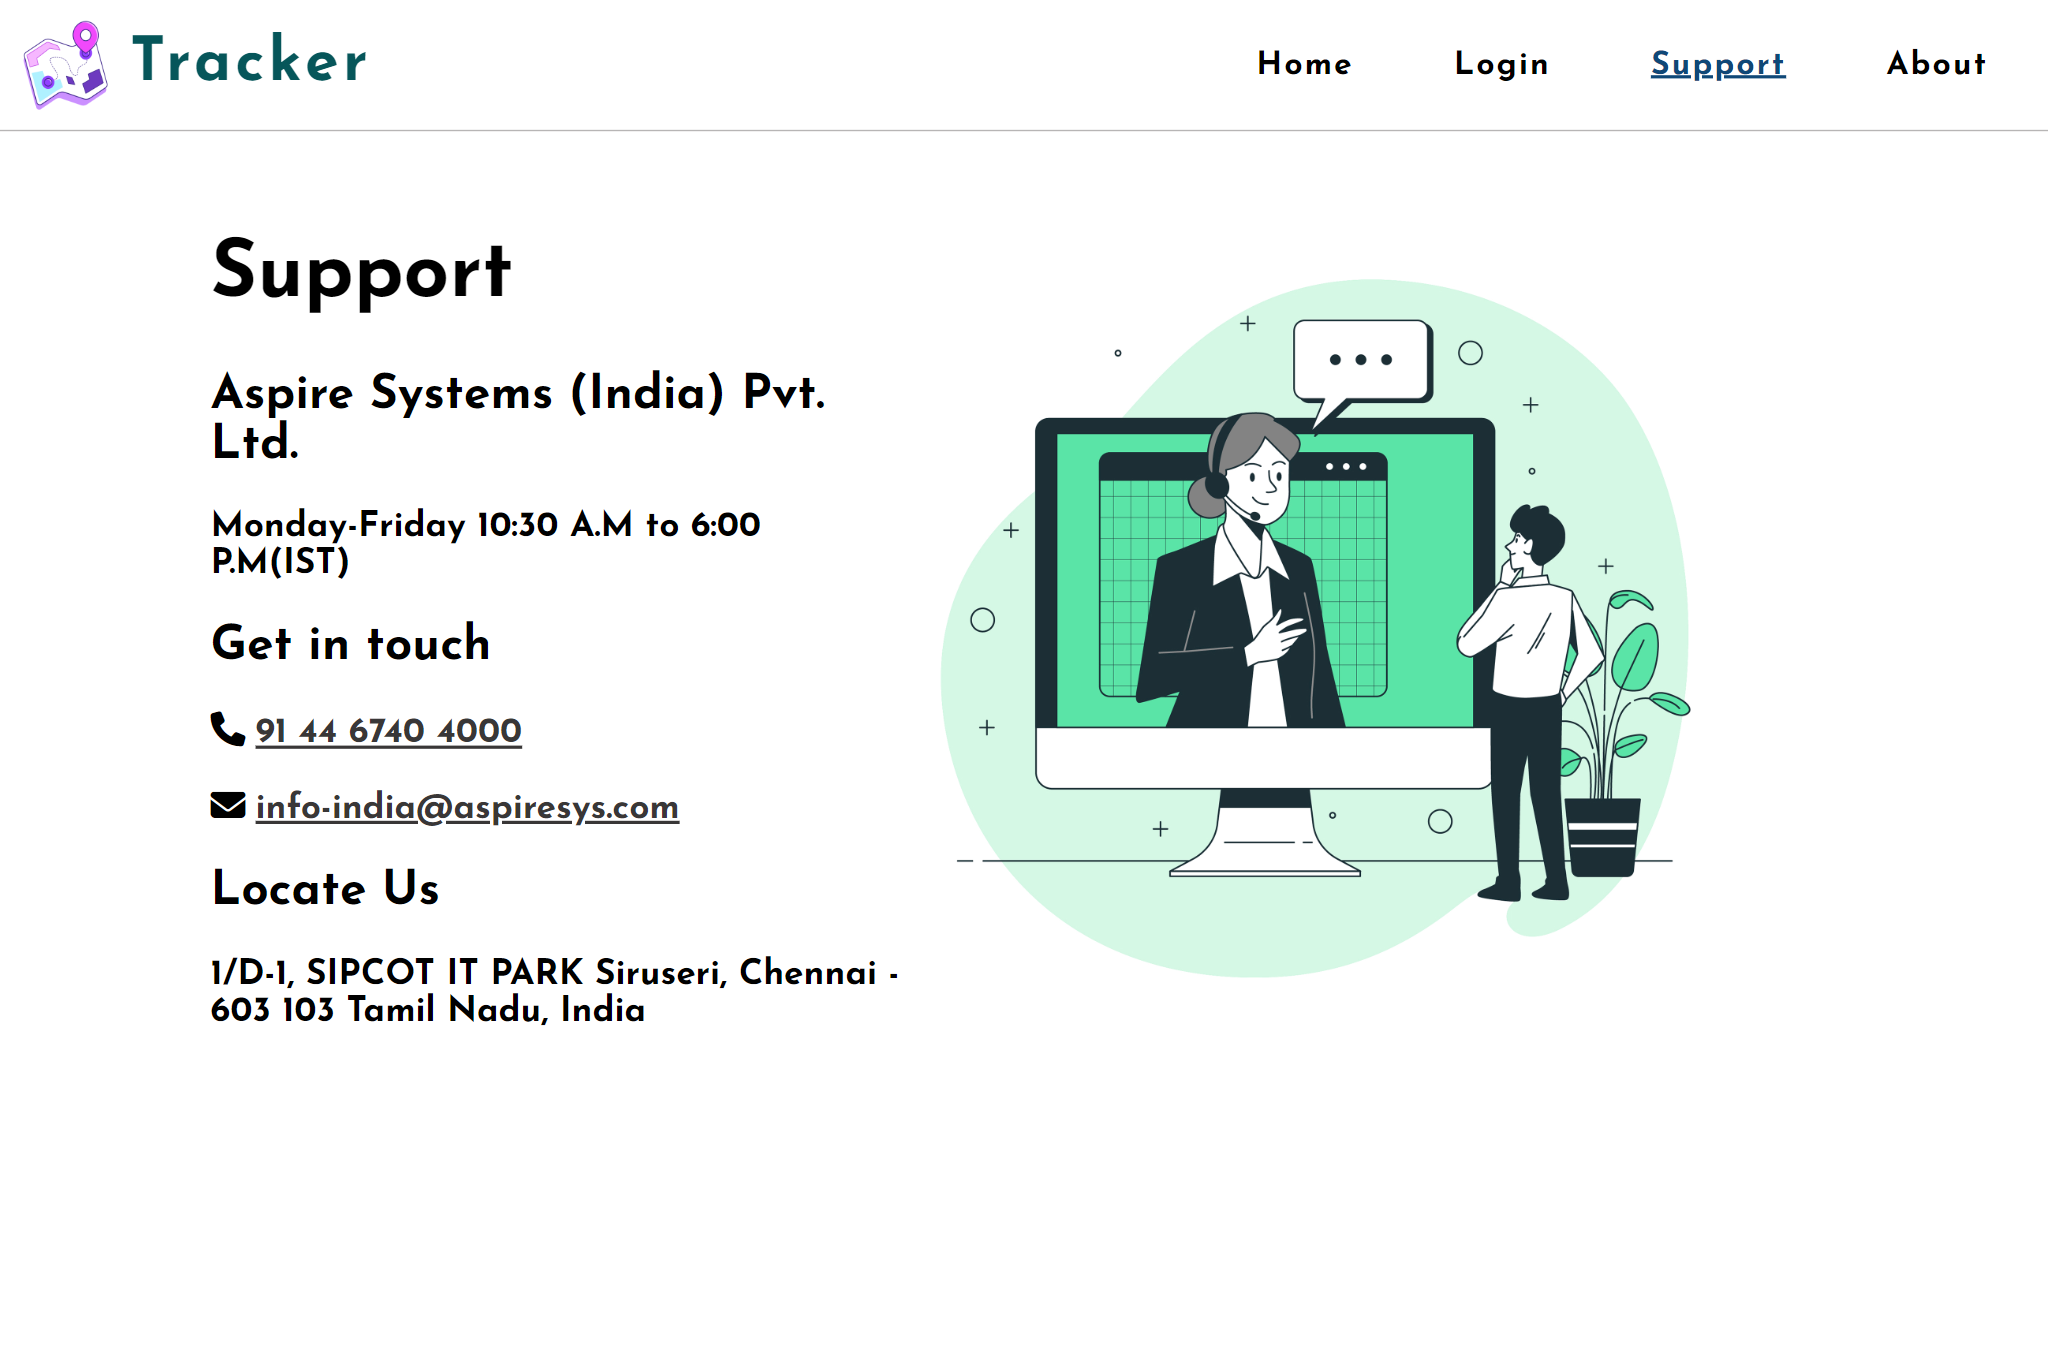 Tracker
Home Login Support About
Support
Aspire Systems (India) Pvt.
Ltd.
Monday-Friday 10:30 A.M to 6:00
P.M(IST)
Get in touch
91 44 6740 4000
info-india@aspiresys.com
Locate Us
1/D-1, SIPCOT IT PARK Siruseri, Chennai -
603 103 Tamil Nadu, India